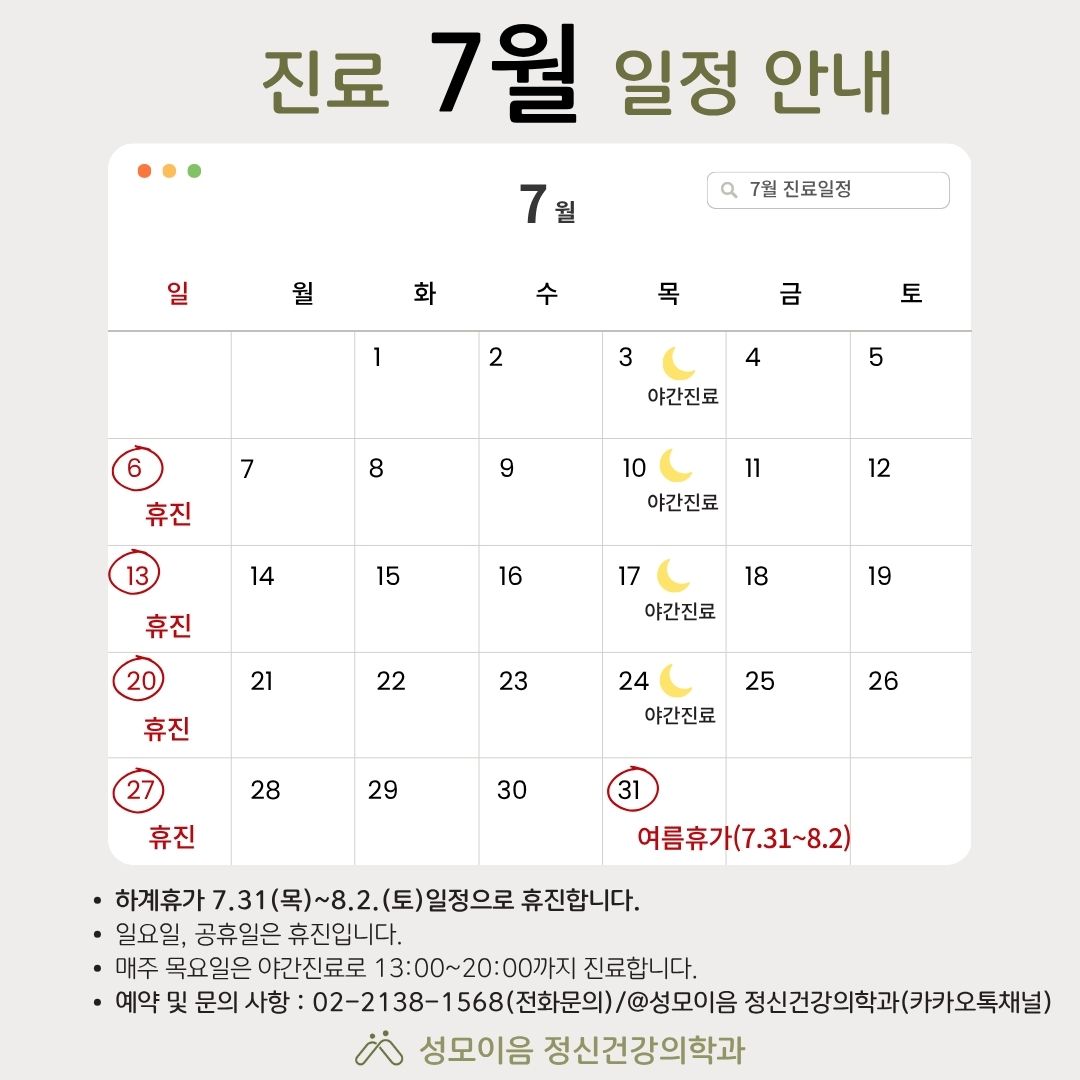 진료 7월 일정 안내
7월
7월 진료일정
일 월 화 수 목 금 토
1 2 3 4 5
야간진료
6 7 8 9 10 11 12
휴진 야간진료
13 14 15 16 17 18 19
휴진 야간진료
20 21 22 23 24 25 26
휴진 야간진료
27 28 29 30 31
휴진 여름휴가(7.31~8.2)
• 하계휴가 7.31(목)~8.2.(토)일정으로 휴진합니다.
• 일요일, 공휴일은 휴진입니다.
• 매주 목요일은 야간진료로 13:00~20:00까지 진료합니다.
• 예약 및 문의 사항 : 02-2138-1568(전화문의)/@성모이음 정신건강의학과(카카오톡채널)
성모이음 정신건강의학과